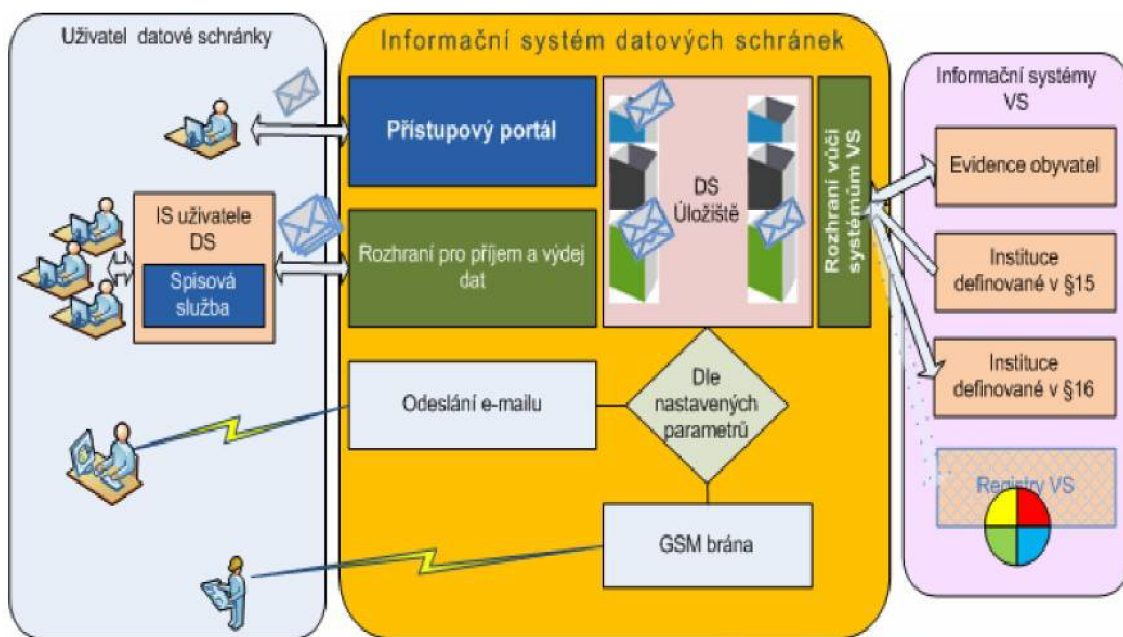 Uživatel datové schránky
Informační systém datových schránek
Informační systémy
VS
Přístupový portál
DS
Úložiště
Rozhraní vůči
systémům VS
Evidence obyvatel
IS uživatele
DS
Spisová
služba
Rozhraní pro příjem a výdej
dat
Instituce
definované v §15
Instituce
definované v §16
Odeslání e-mailu
Dle
nastavených
parametrů
Registry VS
GSM brána